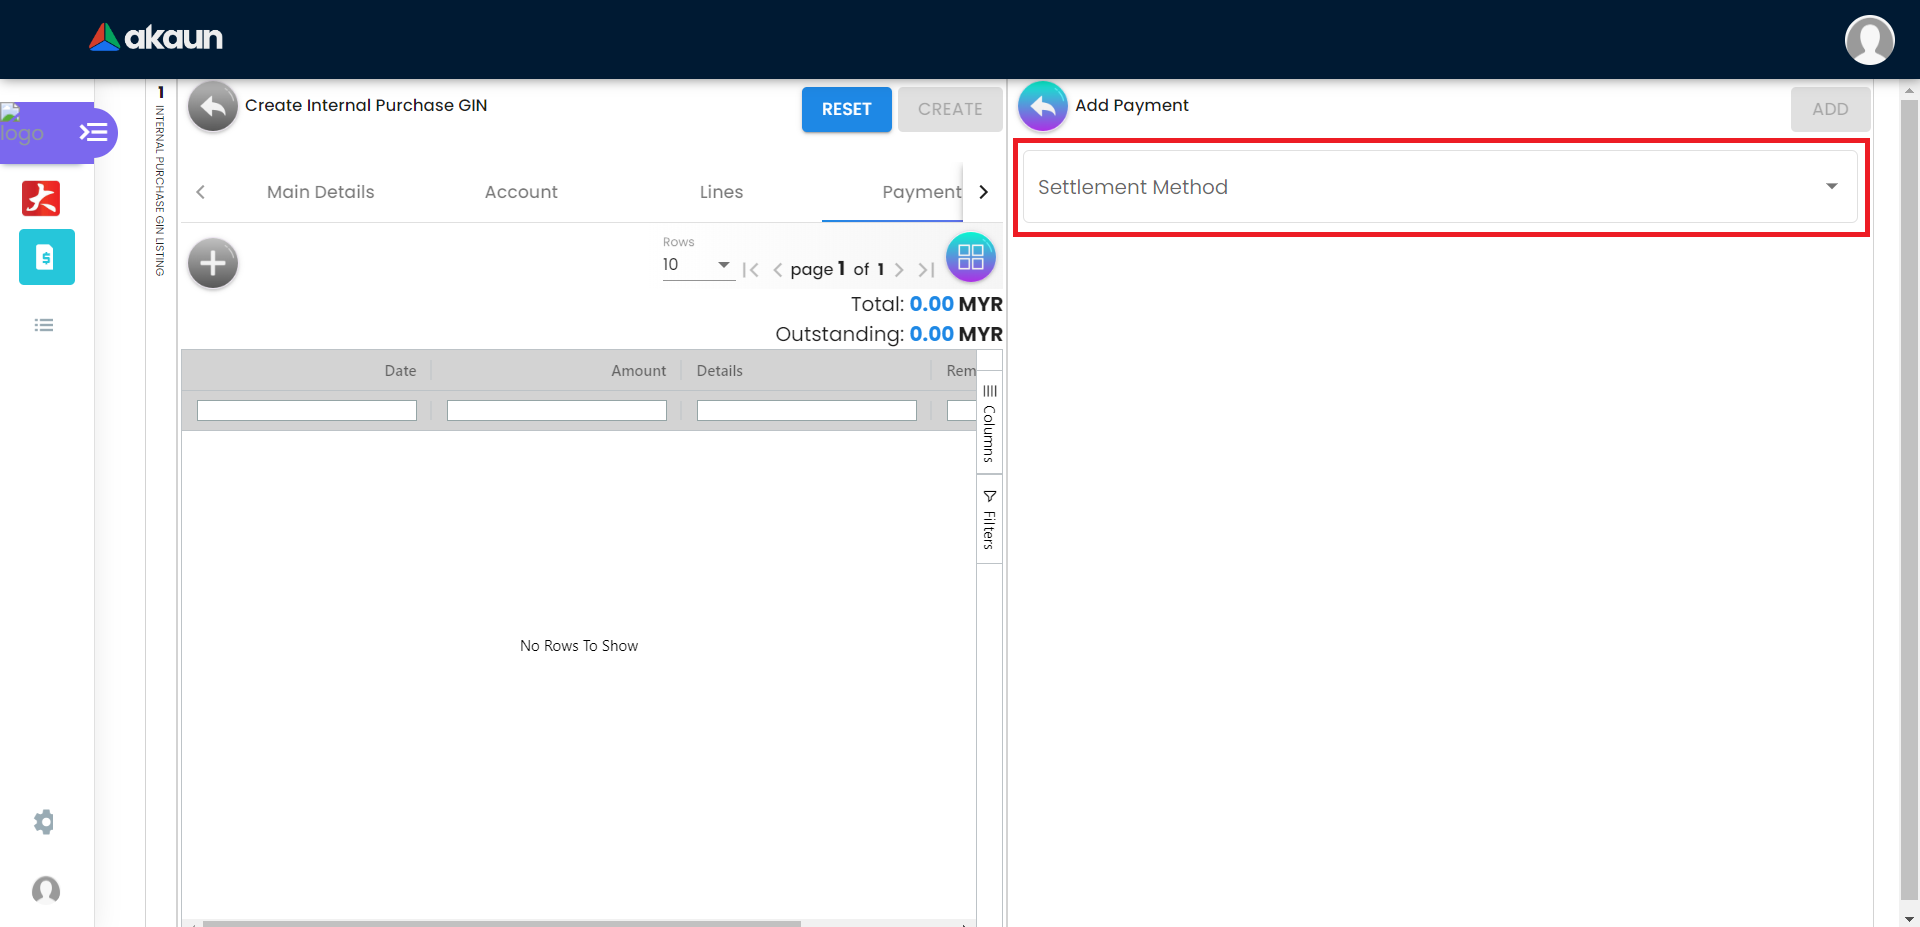 akaun
logo
1
INTERNAL PURCHASE GIN LISTING
Create Internal Purchase GIN
RESET
CREATE
Main Details
Account
Lines
Payment
Rows
10
page 1 of 1
Total: 0.00 MYR
Outstanding: 0.00 MYR
Date
Amount
Details
Rem
Columns
Filters
No Rows To Show
Add Payment
ADD
Settlement Method